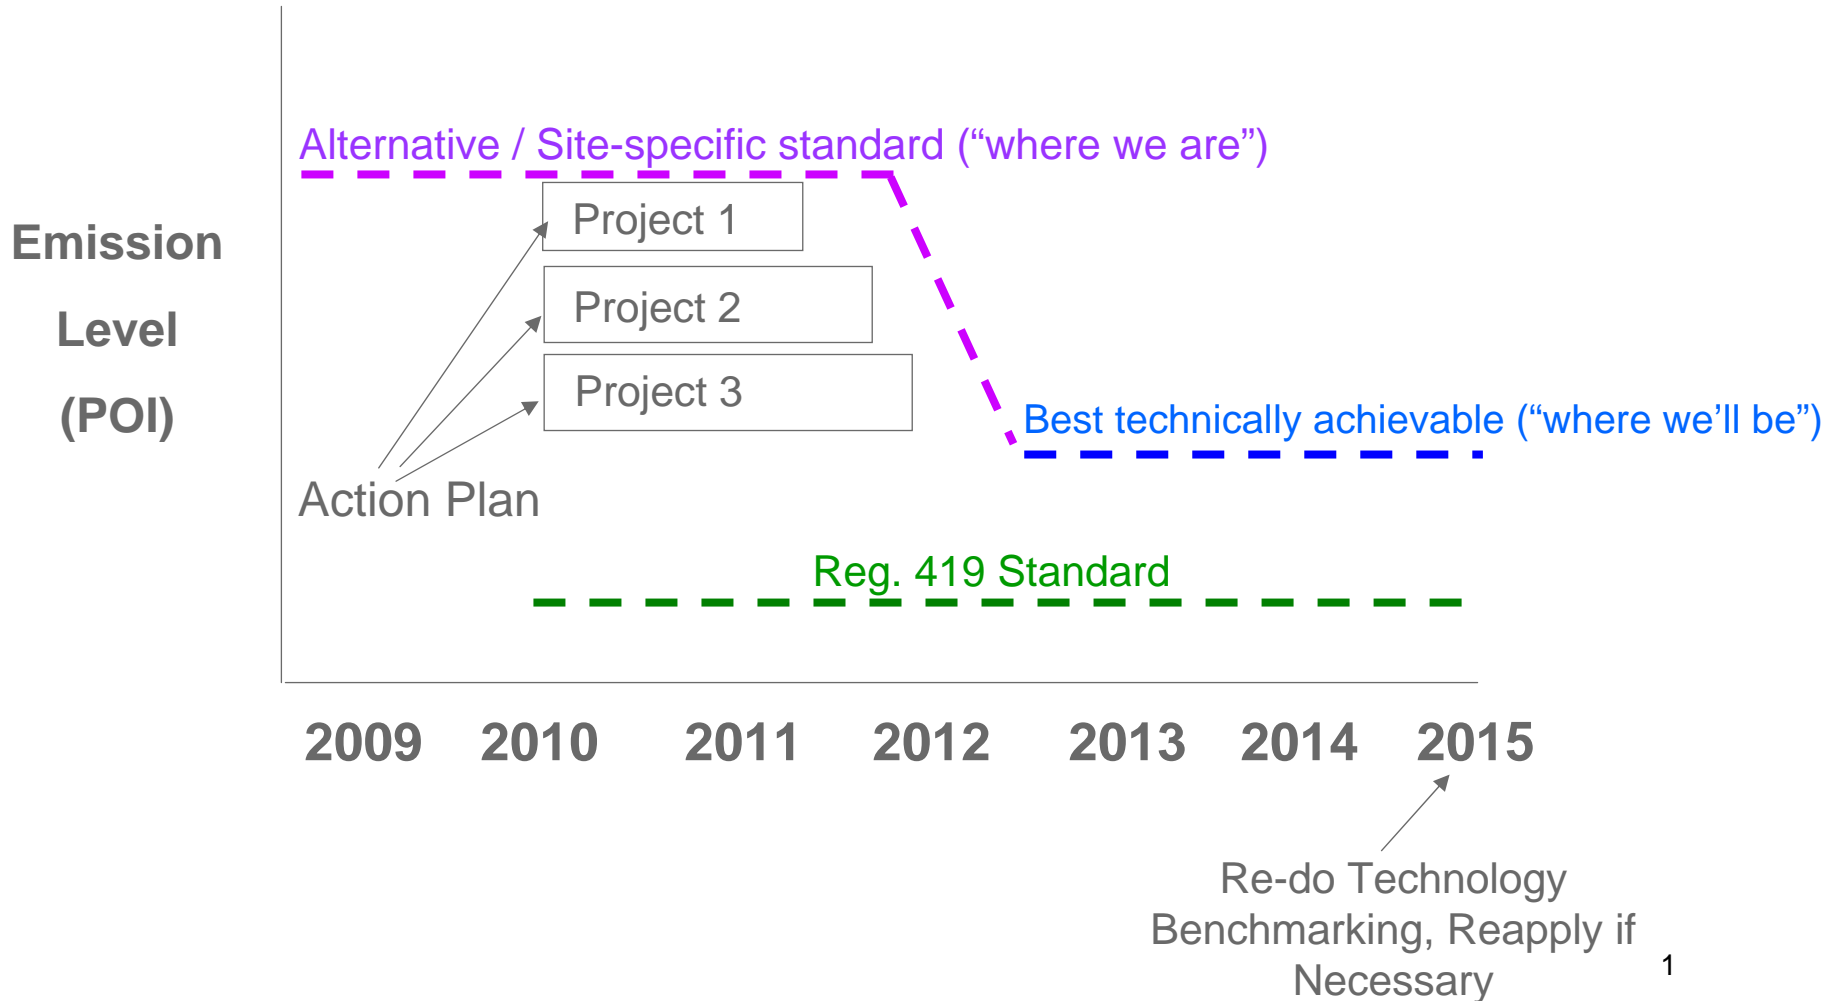 Alternative / Site-specific standard (“where we are”)
Emission
Level
(POI)
Project 1
Project 2
Project 3
Action Plan
Best technically achievable (“where we’ll be”)
Reg. 419 Standard
2009 2010 2011 2012 2013 2014 2015
Re-do Technology
Benchmarking, Reapply if
Necessary
1